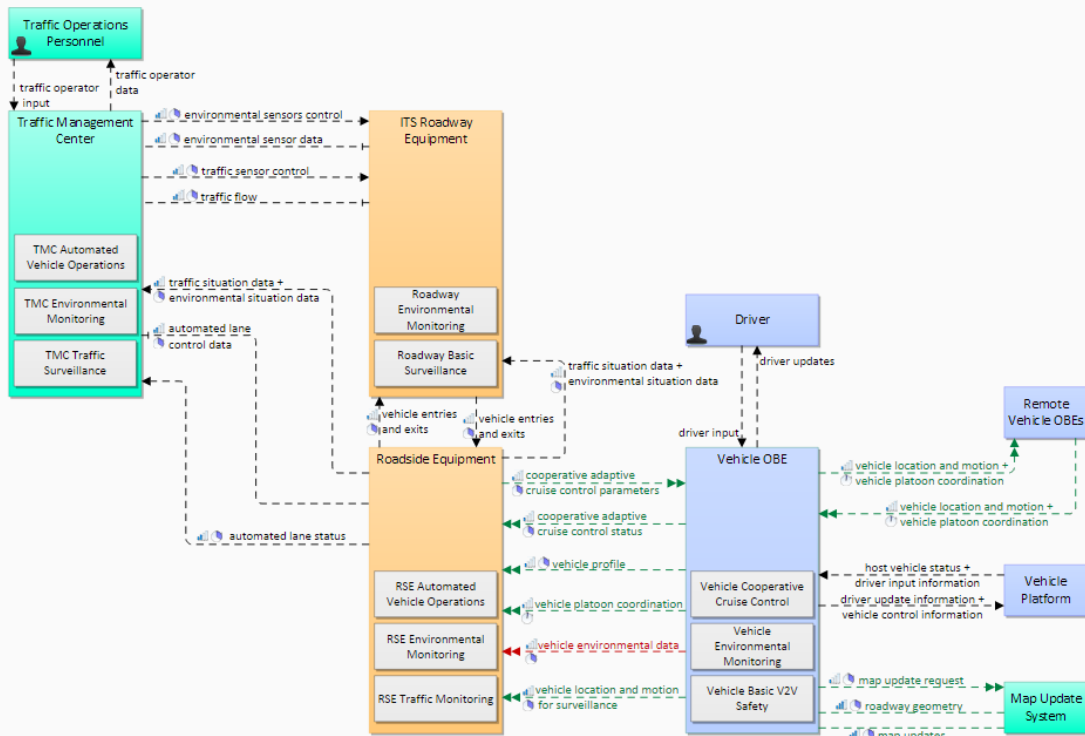 Traffic Operations
Personnel
traffic operator
data
traffic operator
input
Traffic Management
Center
environmental sensors control
environmental sensor data
traffic sensor control
traffic flow
ITS Roadway
Equipment
TMC Automated
Vehicle Operations
TMC Environmental
Monitoring
TMC Traffic
Surveillance
traffic situation data +
environmental situation data
automated lane
control data
Roadway
Environmental
Monitoring
Roadway Basic
Surveillance
traffic situation data +
environmental situation data
Driver
driver updates
driver input
Remote
Vehicle OBEs
vehicle entries
and exits
vehicle entries
and exits
Roadside Equipment
Vehicle OBE
cooperative adaptive
cruise control parameters
cooperative adaptive
cruise control status
automated lane status
vehicle profile
vehicle platoon coordination
vehicle environmental data
vehicle location and motion
for surveillance
RSE Automated
Vehicle Operations
RSE Environmental
Monitoring
RSE Traffic Monitoring
Vehicle Cooperative
Cruise Control
Vehicle
Environmental
Monitoring
Vehicle Basic V2V
Safety
vehicle location and motion +
vehicle platoon coordination
vehicle location and motion +
vehicle platoon coordination
host vehicle status +
driver input information
driver update information +
vehicle control information
Vehicle
Platform
map update request
roadway geometry
map updates
Map Update
System